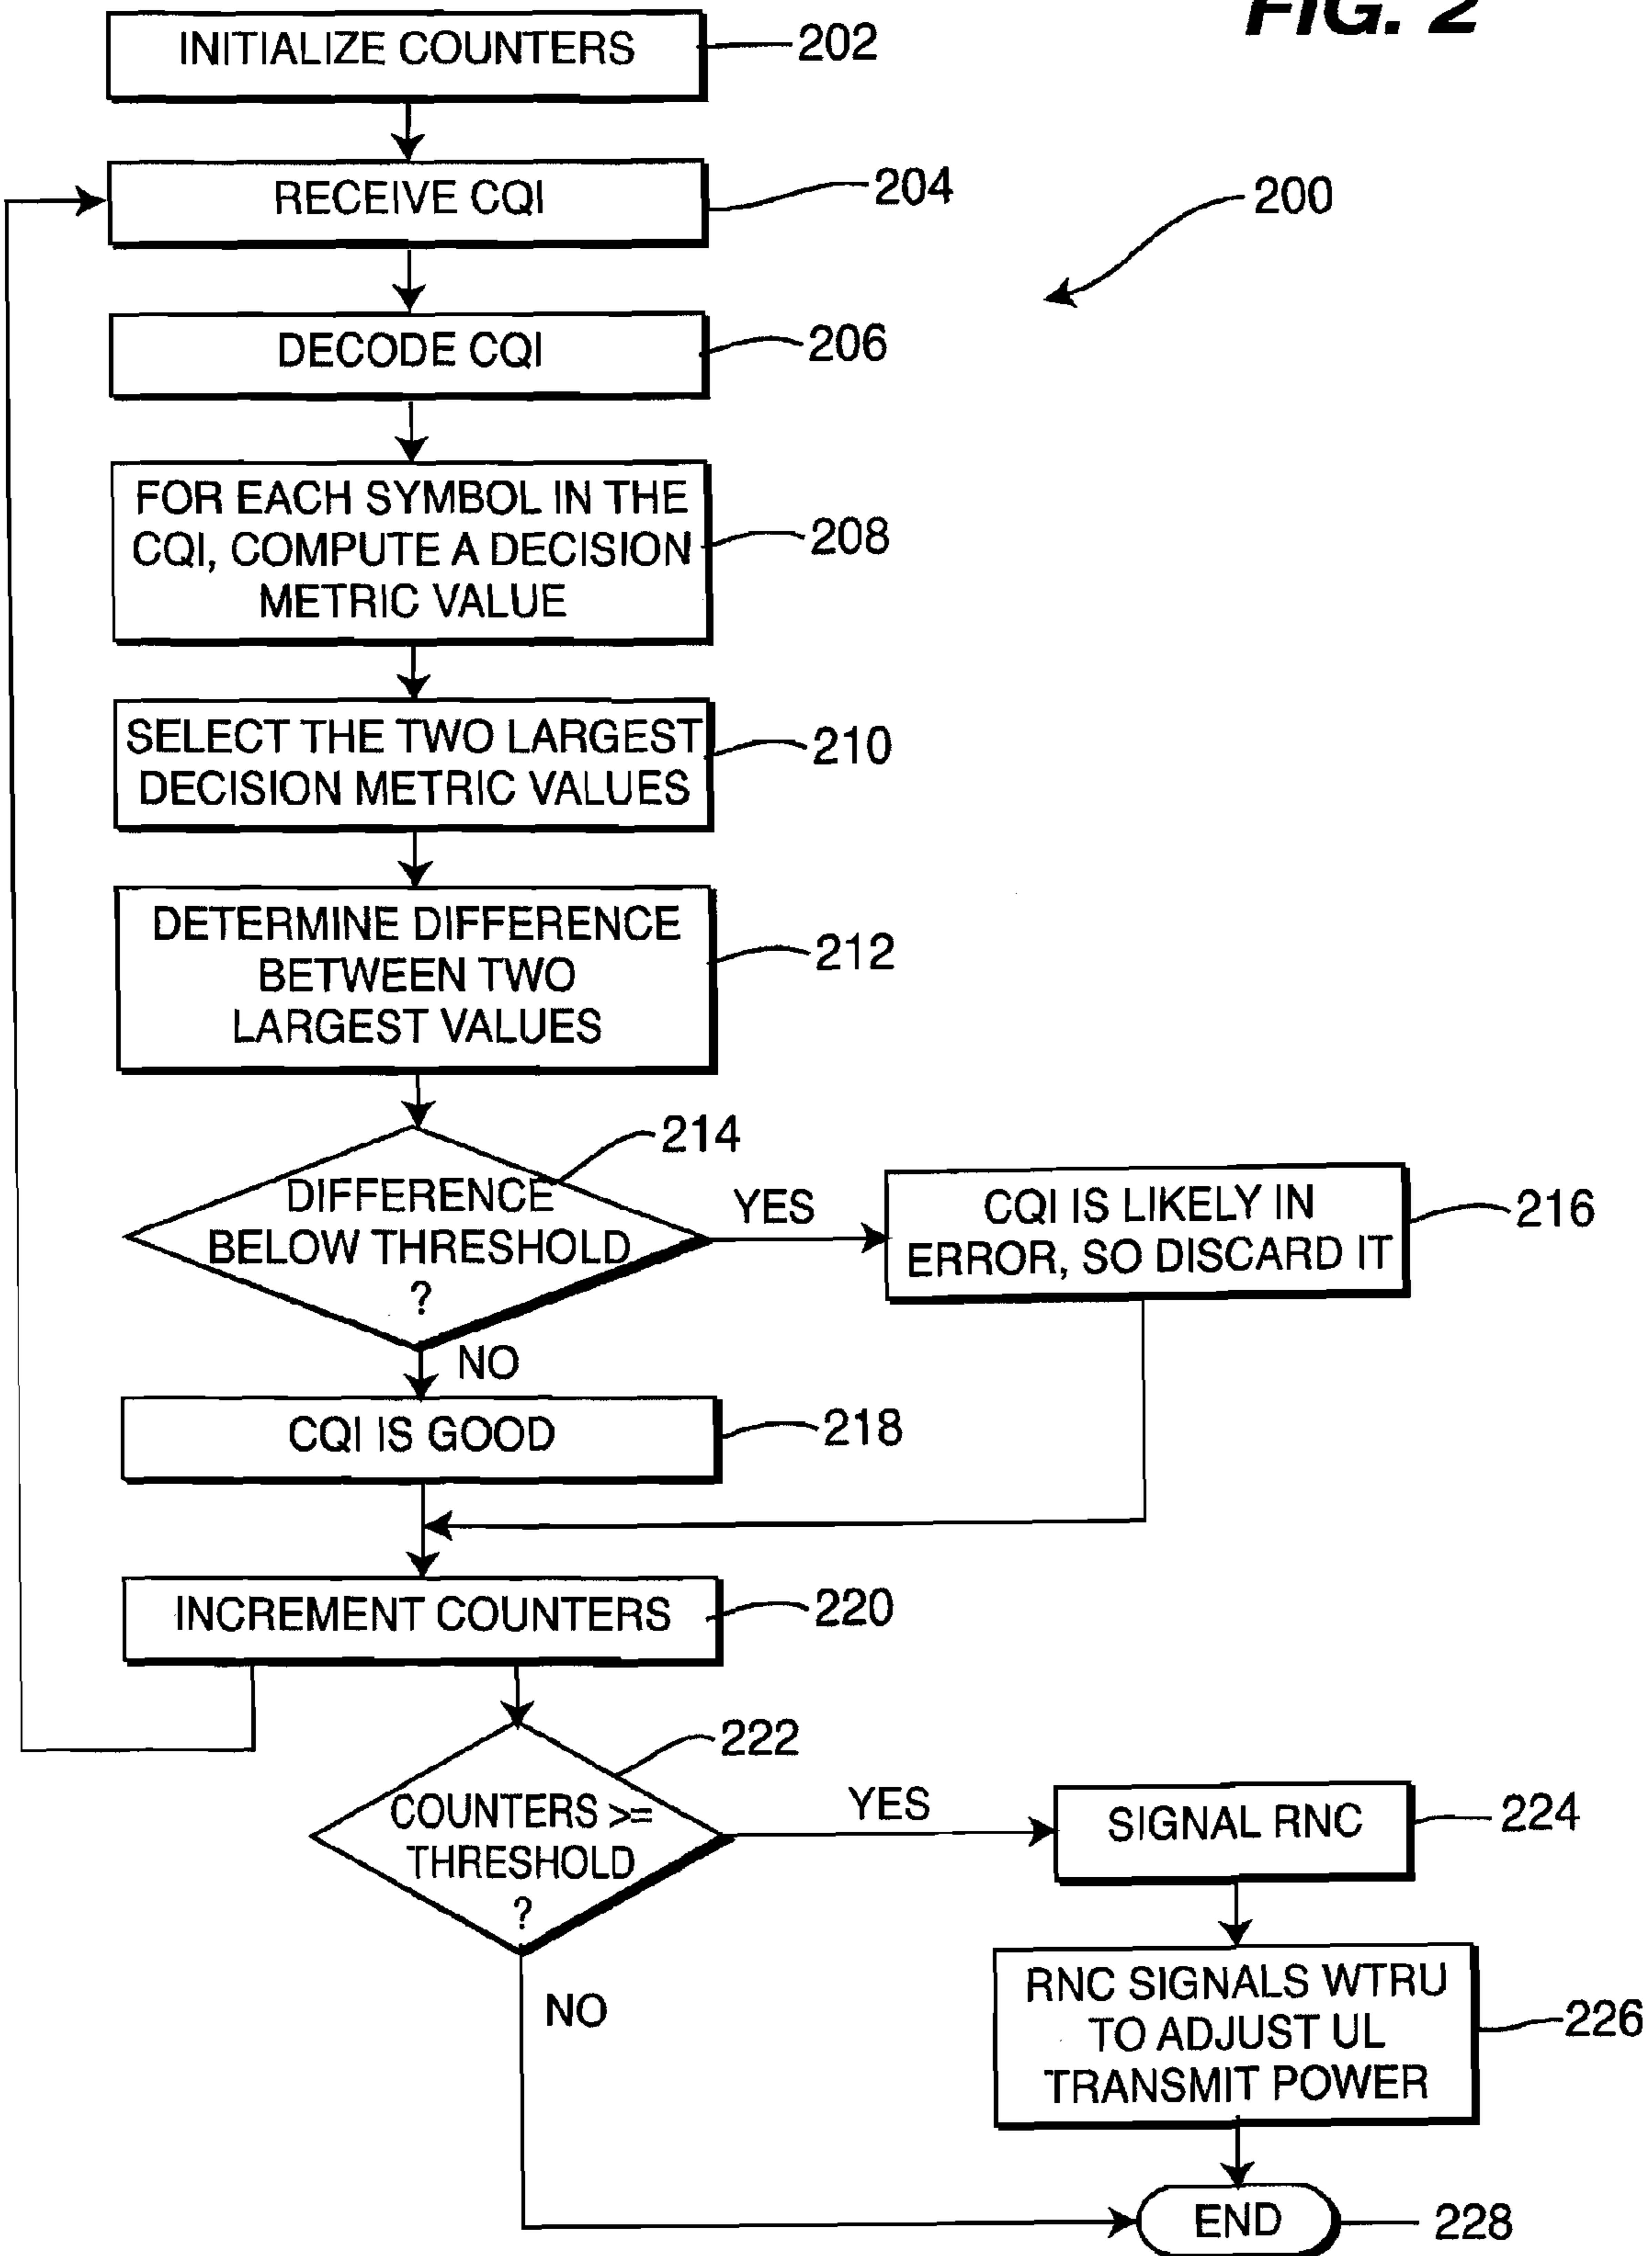 FIG. 2
INITIALIZE COUNTERS
202
RECEIVE CQI
204
200
DECODE CQI
206
FOR EACH SYMBOL IN THE
CQI, COMPUTE A DECISION
METRIC VALUE
208
SELECT THE TWO LARGEST
DECISION METRIC VALUES
210
DETERMINE DIFFERENCE
BETWEEN TWO
LARGEST VALUES
212
214
DIFFERENCE
BELOW THRESHOLD
?
YES
CQI IS LIKELY IN
ERROR, SO DISCARD IT
216
NO
CQI IS GOOD
218
INCREMENT COUNTERS
220
222
COUNTERS >=
THRESHOLD
?
YES
SIGNAL RNC
224
NO
RNC SIGNALS WTRU
TO ADJUST UL
TRANSMIT POWER
226
END
228